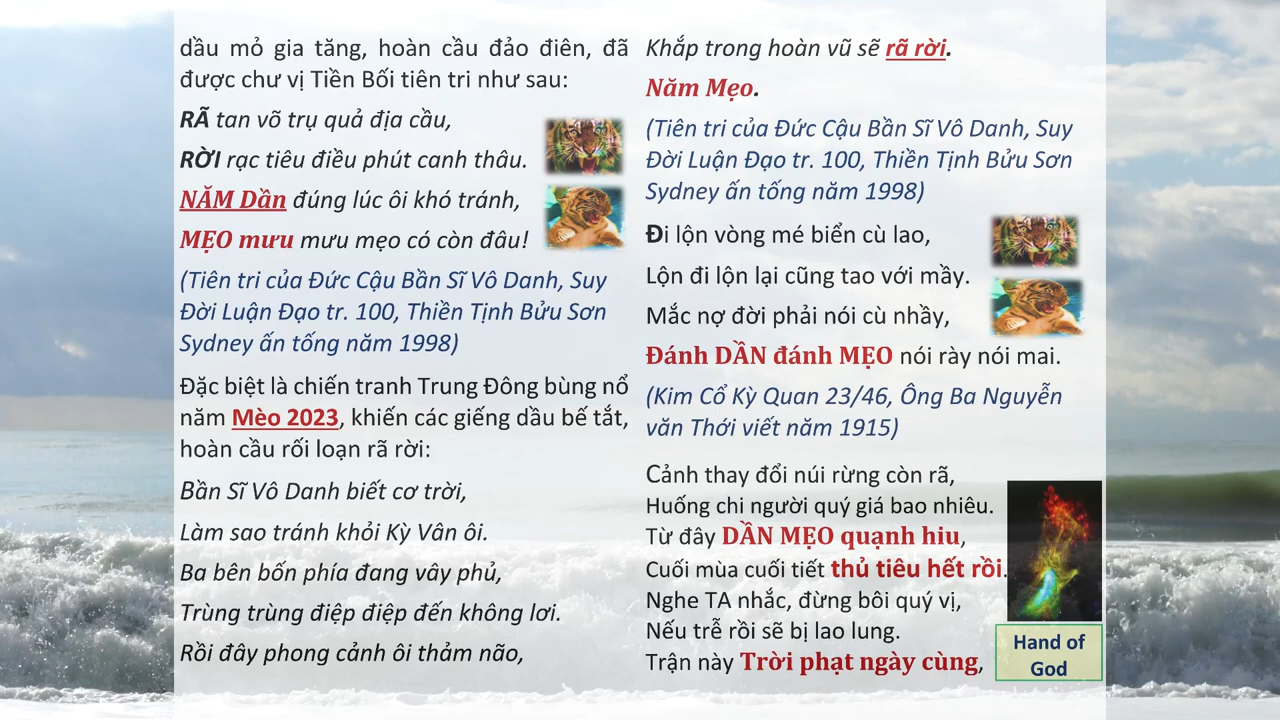 dầu mỏ gia tăng, hoàn cầu đảo điên, đã
được chư vị Tiền Bối tiên tri như sau:
RÃ tan võ trụ quả địa cầu,
RỜI rạc tiêu điều phút canh thâu.
NĂM Dần đúng lúc ôi khó tránh,
MẸO mưu mưu mẹo có còn đâu!
(Tiên tri của Đức Cậu Bần Sĩ Vô Danh, Suy
Đời Luận Đạo tr. 100, Thiền Tịnh Bửu Sơn
Sydney ấn tống năm 1998)
Đặc biệt là chiến tranh Trung Đông bùng nổ
năm Mèo 2023, khiến các giếng dầu bế tắt,
hoàn cầu rối loạn rã rời:
Bần Sĩ Vô Danh biết cơ trời,
Làm sao tránh khỏi Kỳ Vân ôi.
Ba bên bốn phía đang vây phủ,
Trùng trùng điệp điệp đến không lơi.
Rồi đây phong cảnh ôi thảm não,
Khắp trong hoàn vũ sẽ rã rời.
Năm Mẹo.
(Tiên tri của Đức Cậu Bần Sĩ Vô Danh, Suy
Đời Luận Đạo tr. 100, Thiền Tịnh Bửu Sơn
Sydney ấn tống năm 1998)
Đi lộn vòng mé biển cù lao,
Lộn đi lộn lại cũng tao với mầy.
Mắc nợ đời phải nói cù nhầy,
Đánh DẦN đánh MẸO nói rày nói mai.
(Kim Cổ Kỳ Quan 23/46, Ông Ba Nguyễn
văn Thới viết năm 1915)
Cảnh thay đổi núi rừng còn rã,
Huống chi người quý giá bao nhiêu.
Từ đây DẦN MẸO quạnh hiu,
Cuối mùa cuối tiết thủ tiêu hết rồi.
Nghe TA nhắc, đừng bôi quý vị,
Nếu trễ rồi sẽ bị lao lung.
Trận này Trời phạt ngày cùng,
Hand of
God